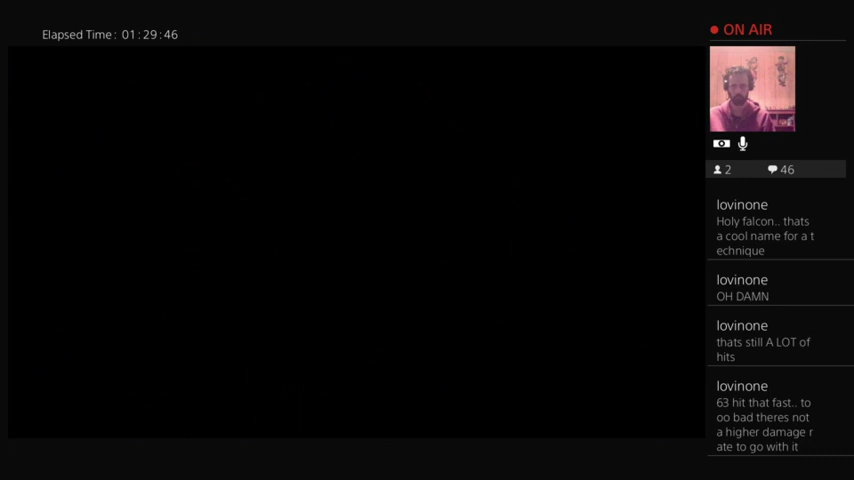 Elapsed Time: 01:29:46
ON AIR
2
46
lovinone
Holy falcon.. thats
a cool name for a t
echnique
lovinone
OH DAMN
lovinone
thats still A LOT of
hits
lovinone
63 hit that fast.. to
oo bad theres not
a higher damage r
ate to go with it